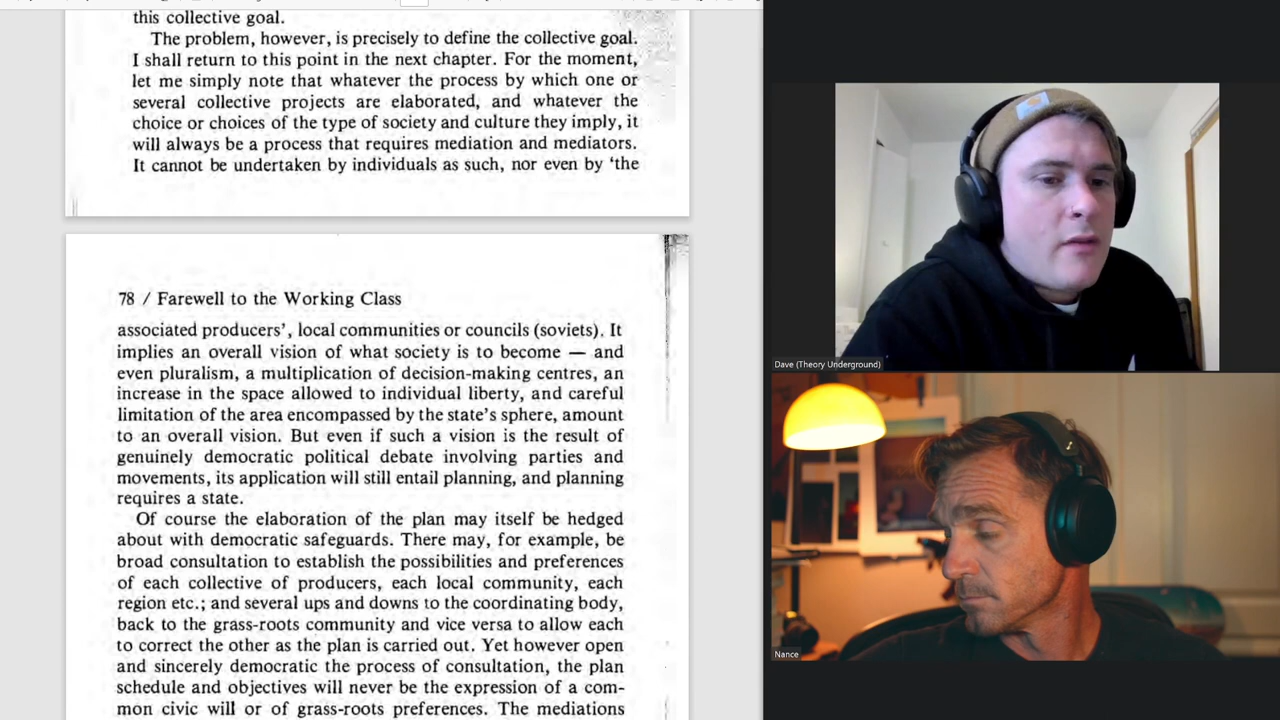 this collective goal.
The problem, however, is precisely to define the collective goal.
I shall return to this point in the next chapter. For the moment,
let me simply note that whatever the process by which one or
several collective projects are elaborated, and whatever the
choice or choices of the type of society and culture they imply, it
will always be a process that requires mediation and mediators.
It cannot be undertaken by individuals as such, nor even by ‘the
78 / Farewell to the Working Class
associated producers’, local communities or councils (soviets). It
implies an overall vision of what society is to become — and
even pluralism, a multiplication of decision-making centres, an
increase in the space allowed to individual liberty, and careful
limitation of the area encompassed by the state’s sphere, amount
to an overall vision. But even if such a vision is the result of
genuinely democratic political debate involving parties and
movements, its application will still entail planning, and planning
requires a state.
Of course the elaboration of the plan may itself be hedged
about with democratic safeguards. There may, for example, be
broad consultation to establish the possibilities and preferences
of each collective of producers, each local community, each
region etc.; and several ups and downs to the coordinating body,
back to the grass-roots community and vice versa to allow each
to correct the other as the plan is carried out. Yet however open
and sincerely democratic the process of consultation, the plan
schedule and objectives will never be the expression of a com-
mon civic will or of grass-roots preferences. The mediations
Dave (Theory Underground)
Nance